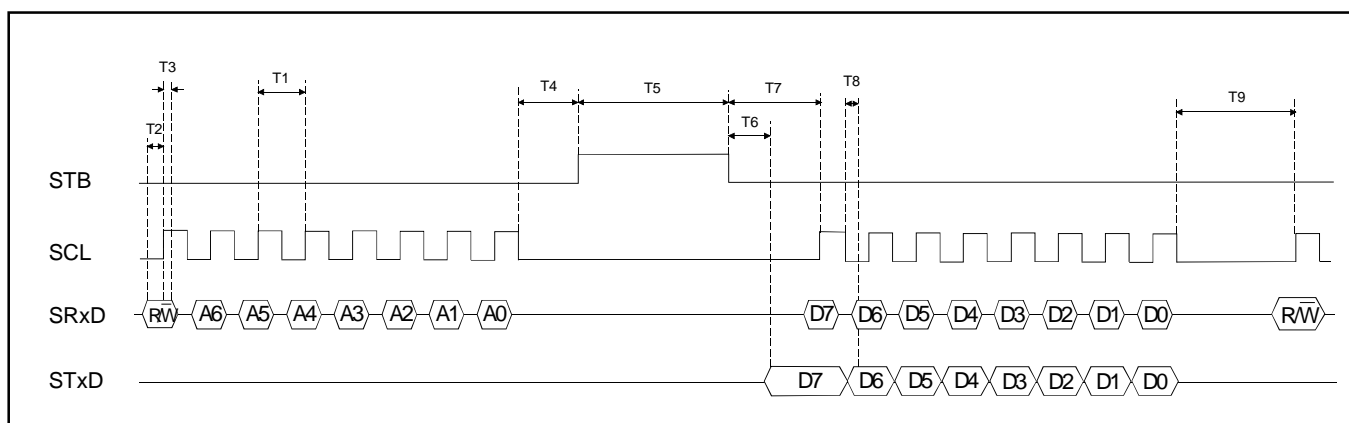 T3
T1
T4
T5
T7
T8
T9
T2
T6
STB
SCL
SRxD R/W̅ A6 A5 A4 A3 A2 A1 A0 D7 D6 D5 D4 D3 D2 D1 D0 R/W̅
STxD D7 D6 D5 D4 D3 D2 D1 D0